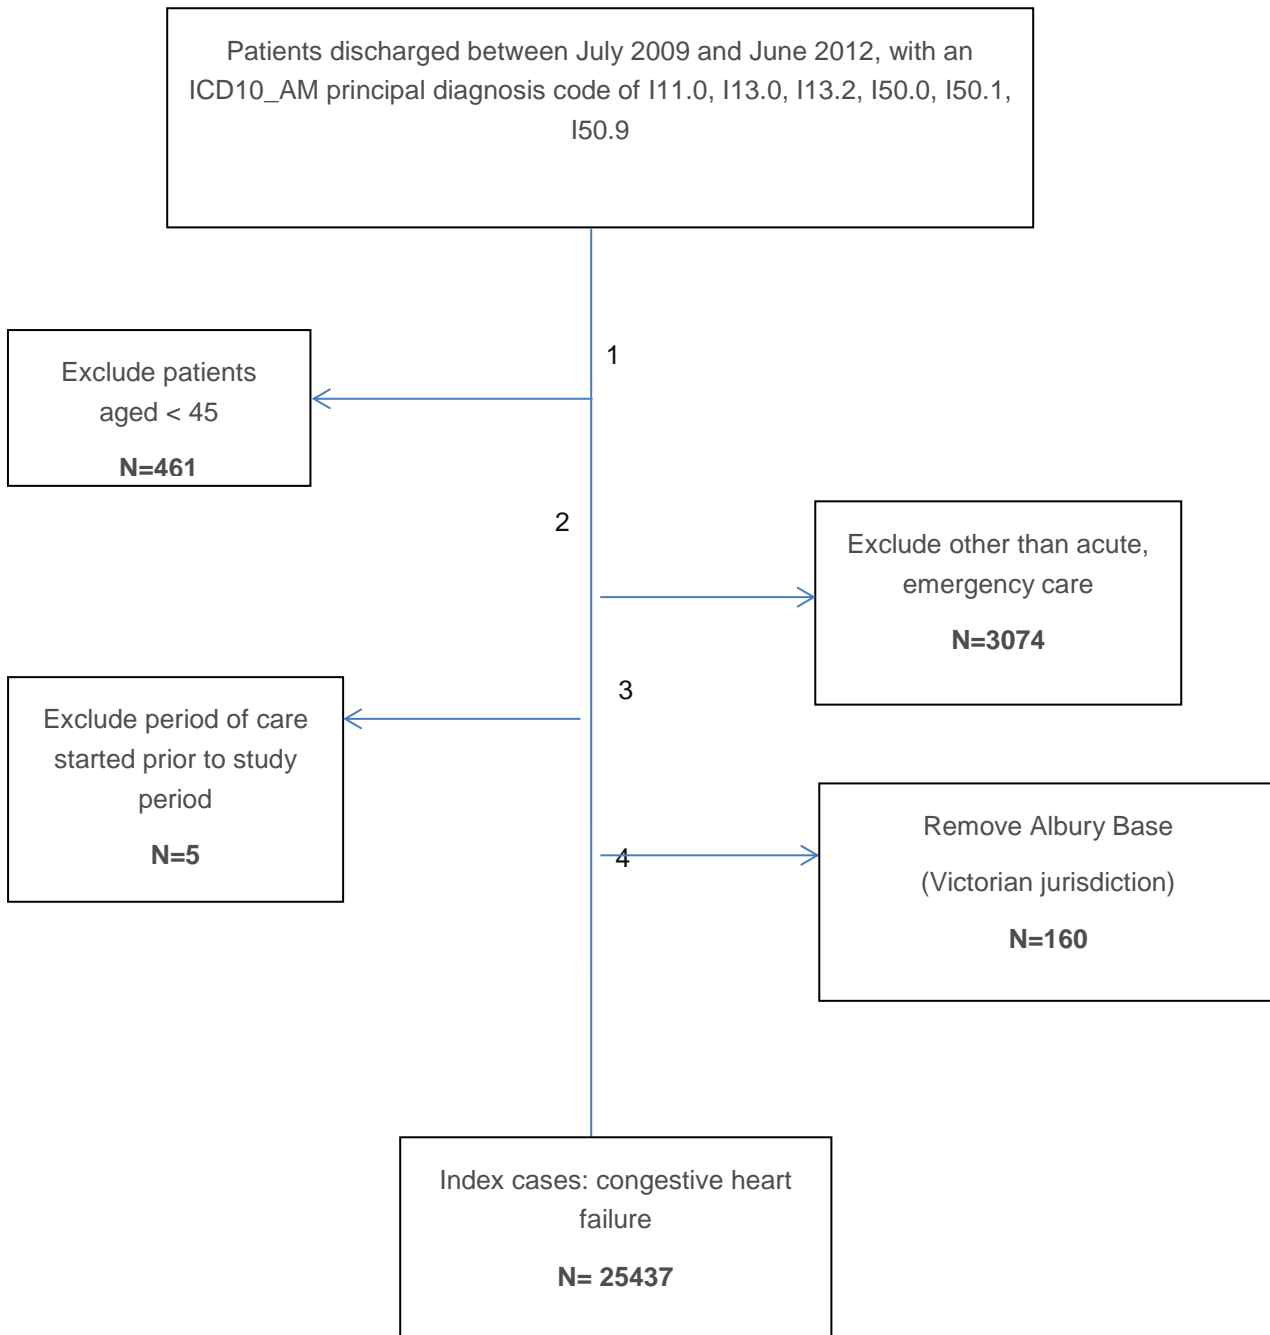 Patients discharged between July 2009 and June 2012, with an
ICD10_AM principal diagnosis code of I11.0, I13.0, I13.2, I50.0, I50.1,
I50.9
1
Exclude patients
aged < 45
N=461
2
Exclude other than acute,
emergency care
N=3074
3
Exclude period of care
started prior to study
period
N=5
4
Remove Albury Base
(Victorian jurisdiction)
N=160
Index cases: congestive heart
failure
N= 25437